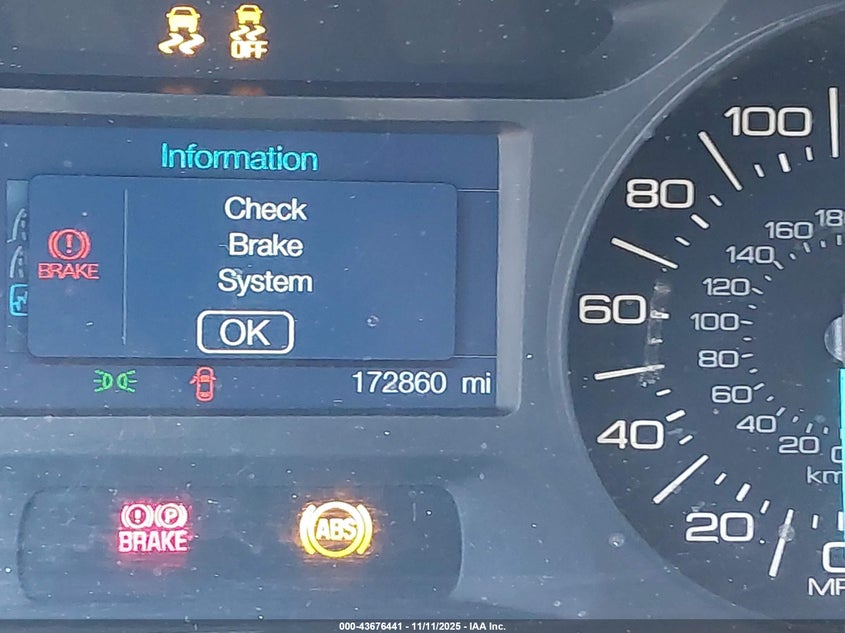 OFF
Information
Check
Brake
System
BRAKE
OK
172860 mi
BRAKE
ABS
P
100
80
60
40
20
0
160
140
120
100
80
60
40
20
000-43676441 - 11/11/2025 - IAA Inc.